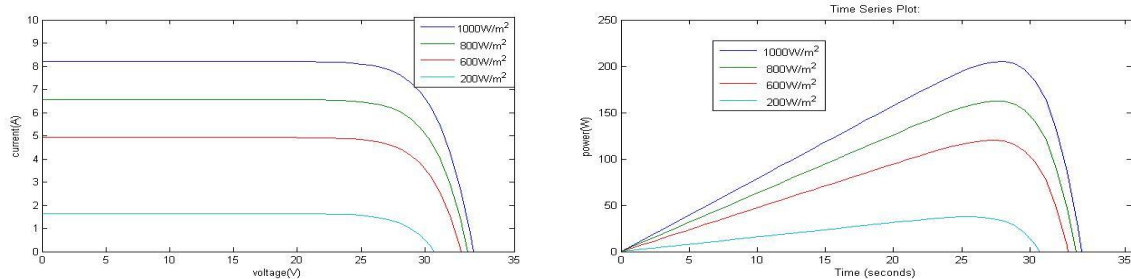 10
9
8
7
6
5
4
3
2
1
0
current(A)
0 5 10 15 20 25 30 35
voltage(V)
1000W/m²
800W/m²
600W/m²
200W/m²
Time Series Plot:
250
200
150
100
50
0
power(W)
0 5 10 15 20 25 30 35
Time (seconds)
1000W/m²
800W/m²
600W/m²
200W/m²